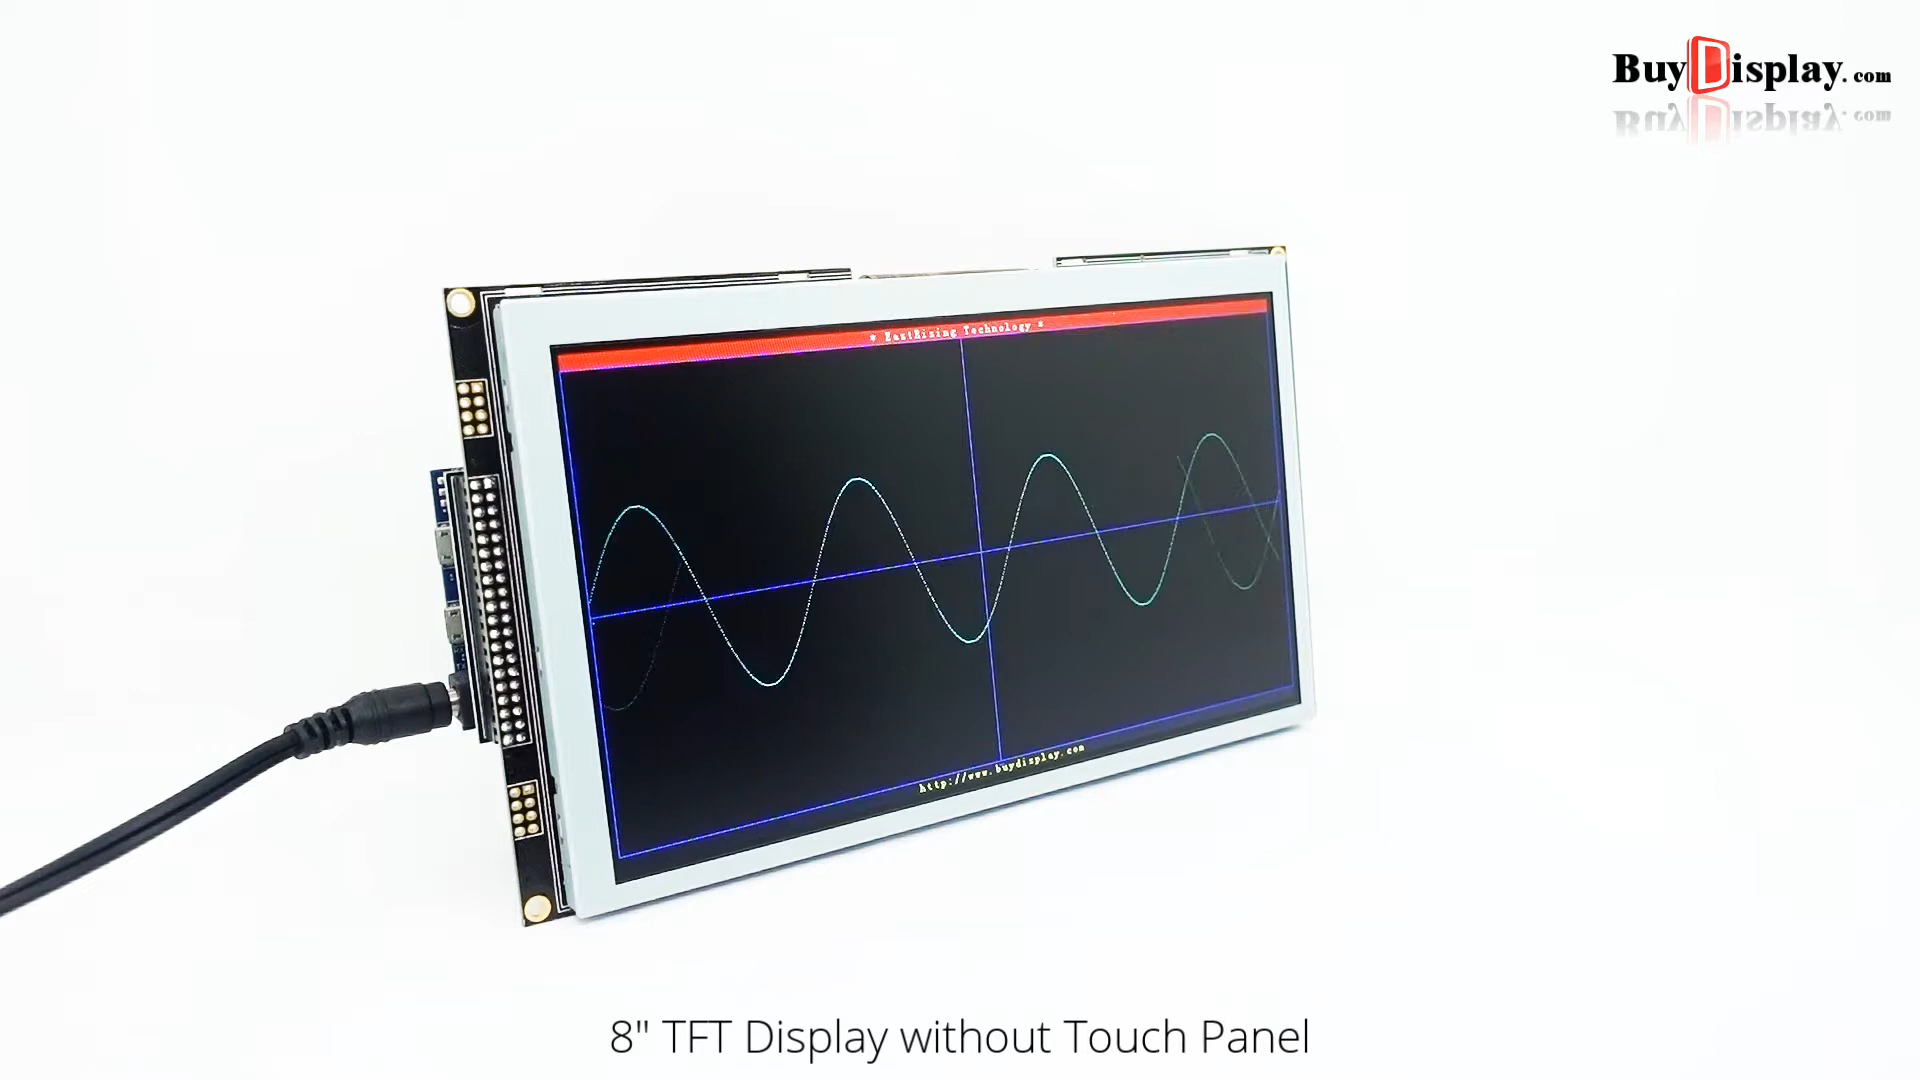 BuyDisplay.com
* EastRising Technology *
http://www.buydisplay.com
8" TFT Display without Touch Panel